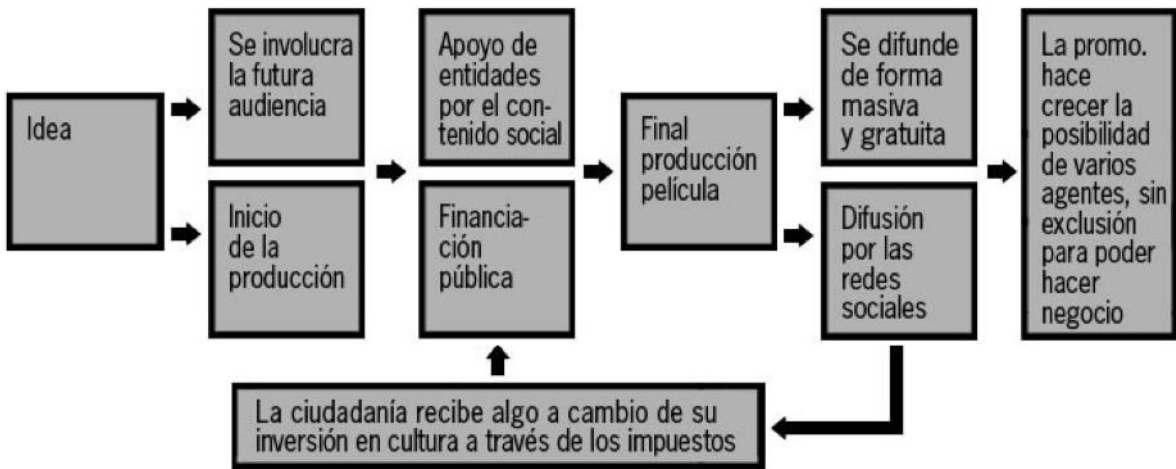 Idea
Se involucra
la futura
audiencia
Inicio
de la
producción
Apoyo de
entidades
por el con-
tenido social
Financia-
ción
pública
Final
producción
película
Se difunde
de forma
masiva
y gratuita
Difusión
por las
redes
sociales
La promo.
hace
crecer la
posibilidad
de varios
agentes, sin
exclusión
para poder
hacer
negocio
La ciudadanía recibe algo a cambio de su
inversión en cultura a través de los impuestos